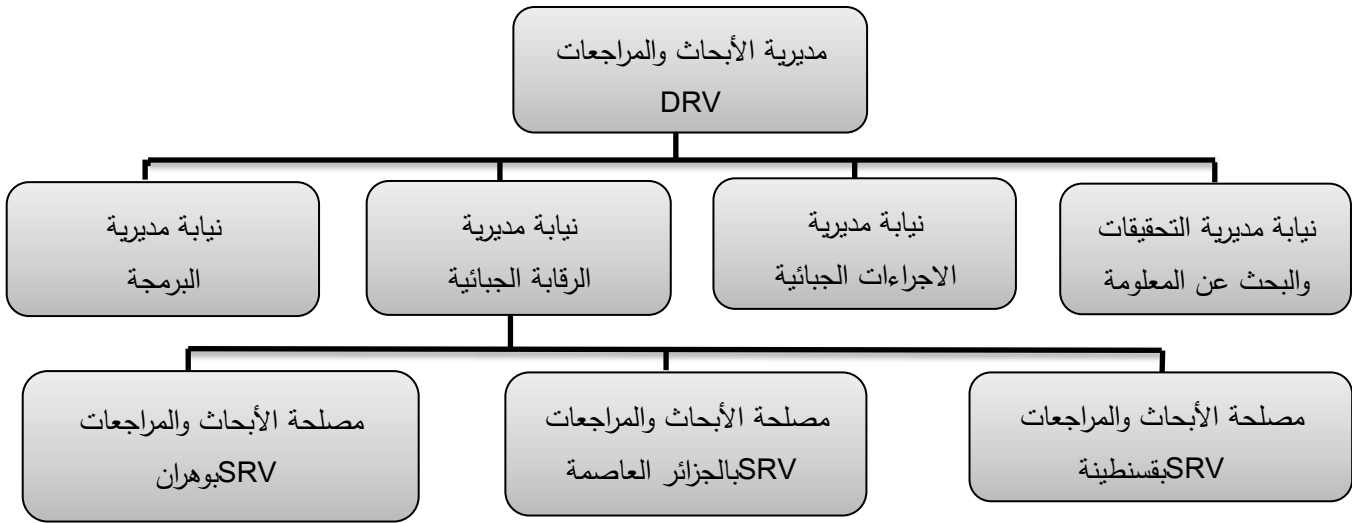 مديرية الأبحاث والمراجعات
DRV
نيابة مديرية التحقيقات
والبحث عن المعلومة
نيابة مديرية
الاجراءات الجبائية
نيابة مديرية
الرقابة الجبائية
نيابة مديرية
البرمجة
مصلحة الأبحاث والمراجعات
SRVبقسنطينة
مصلحة الأبحاث والمراجعات
SRVبالجزائر العاصمة
مصلحة الأبحاث والمراجعات
SRVبوهران